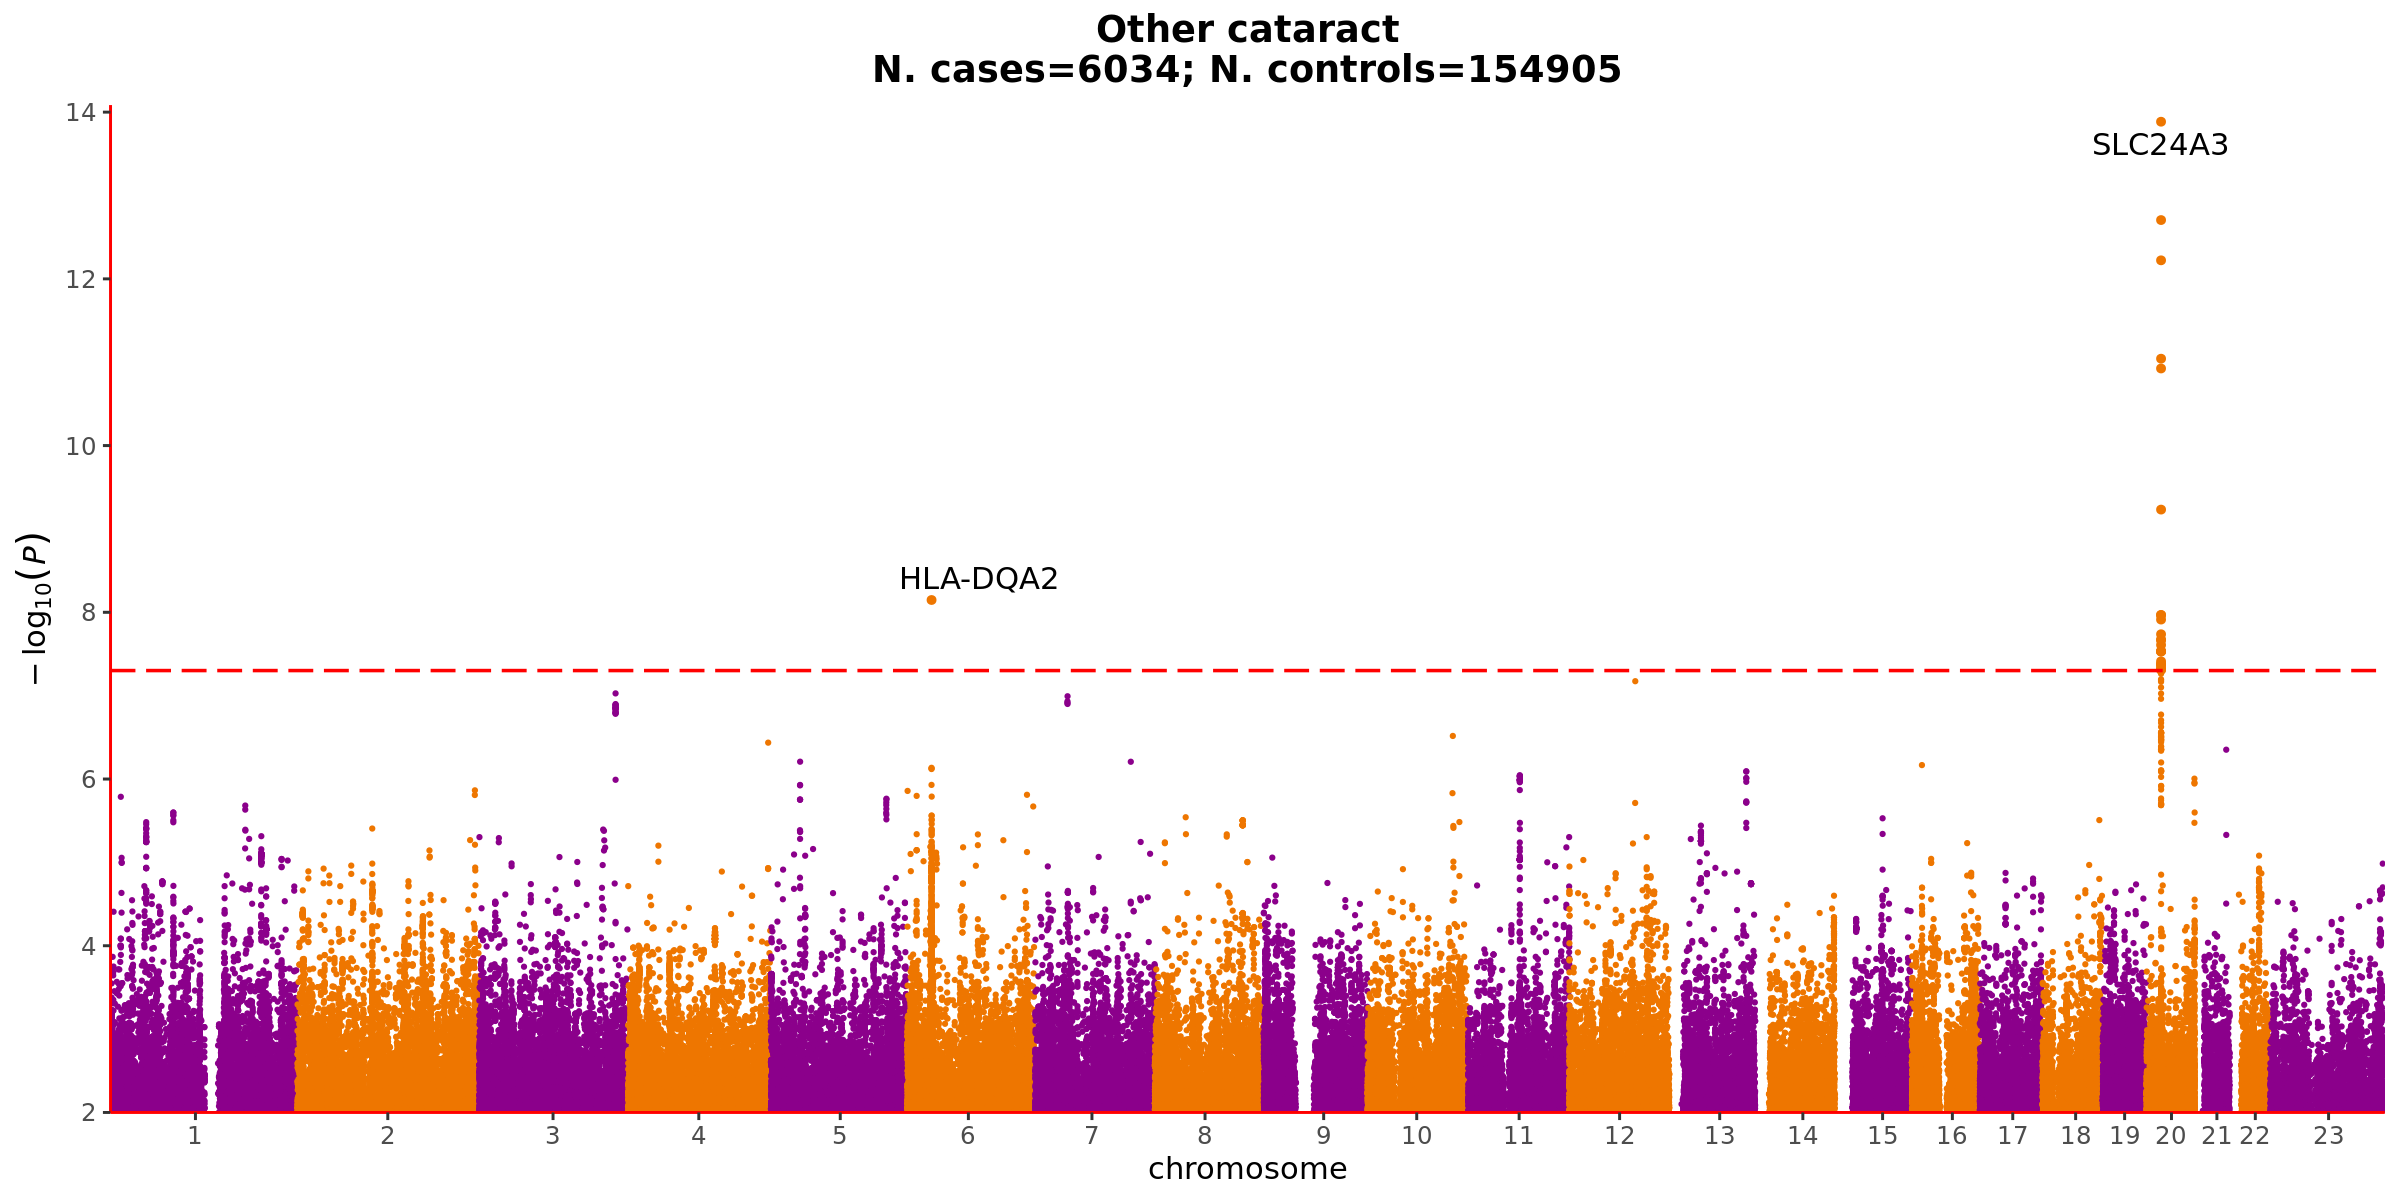 Other cataract
N. cases=6034; N. controls=154905
14
SLC24A3
12
10
HLA-DQA2
8
6
4
2
−log10(P)
1 2 3 4 5 6 7 8 9 10 11 12 13 14 15 16 17 18 19 20 21 22 23
chromosome